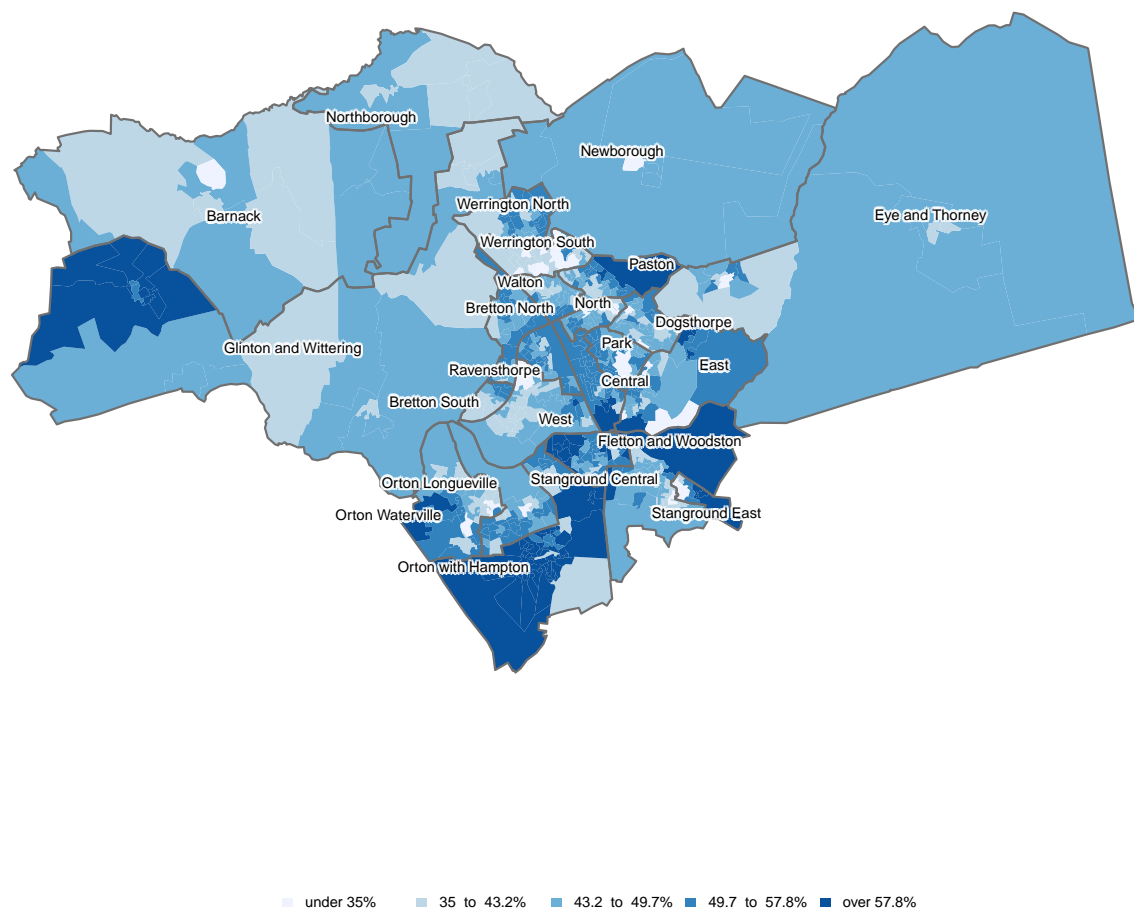 Northborough
Newborough
Werrington North
Barnack
Eye and Thorney
Werrington South
Paston
Walton
North
Bretton North
Dogsthorpe
Park
Glinton and Wittering
East
Ravensthorpe
Central
Bretton South
West
Fletton and Woodston
Orton Longueville
Stanground Central
Orton Waterville
Stanground East
Orton with Hampton
under 35%
35 to 43.2%
43.2 to 49.7%
49.7 to 57.8%
over 57.8%